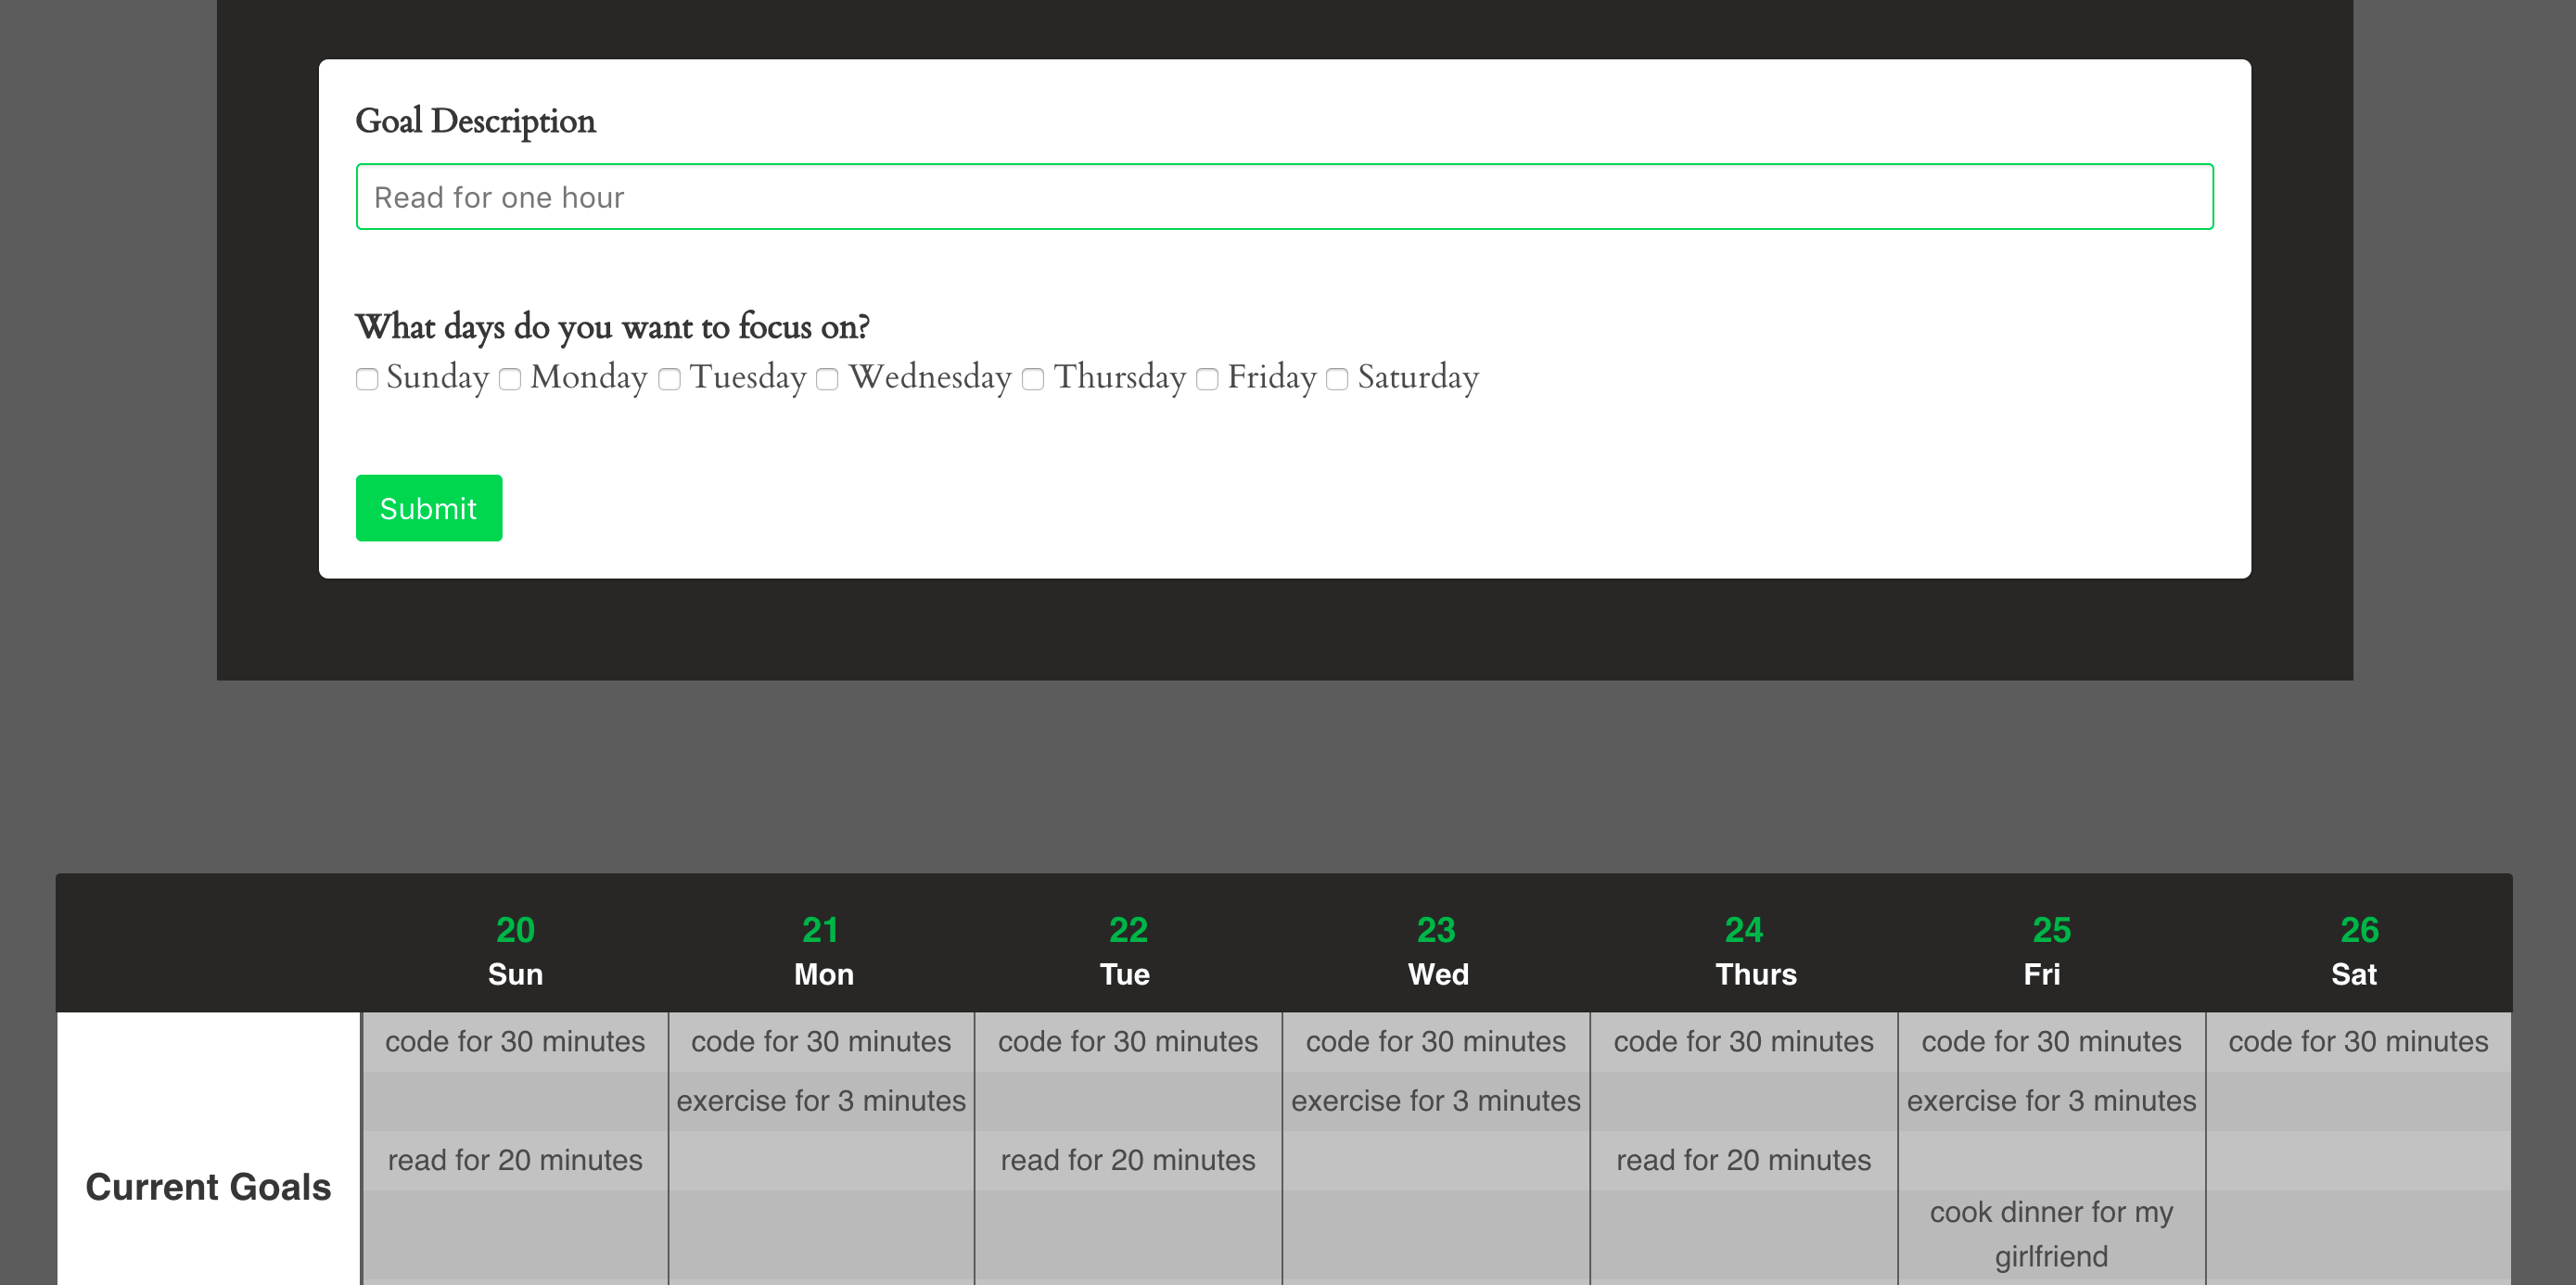 Goal Description
Read for one hour
What days do you want to focus on?
Sunday Monday Tuesday Wednesday Thursday Friday Saturday
Submit
20 21 22 23 24 25 26
Sun Mon Tue Wed Thurs Fri Sat
code for 30 minutes code for 30 minutes code for 30 minutes code for 30 minutes code for 30 minutes code for 30 minutes code for 30 minutes
exercise for 3 minutes exercise for 3 minutes exercise for 3 minutes
read for 20 minutes read for 20 minutes read for 20 minutes
Current Goals
cook dinner for my
girlfriend